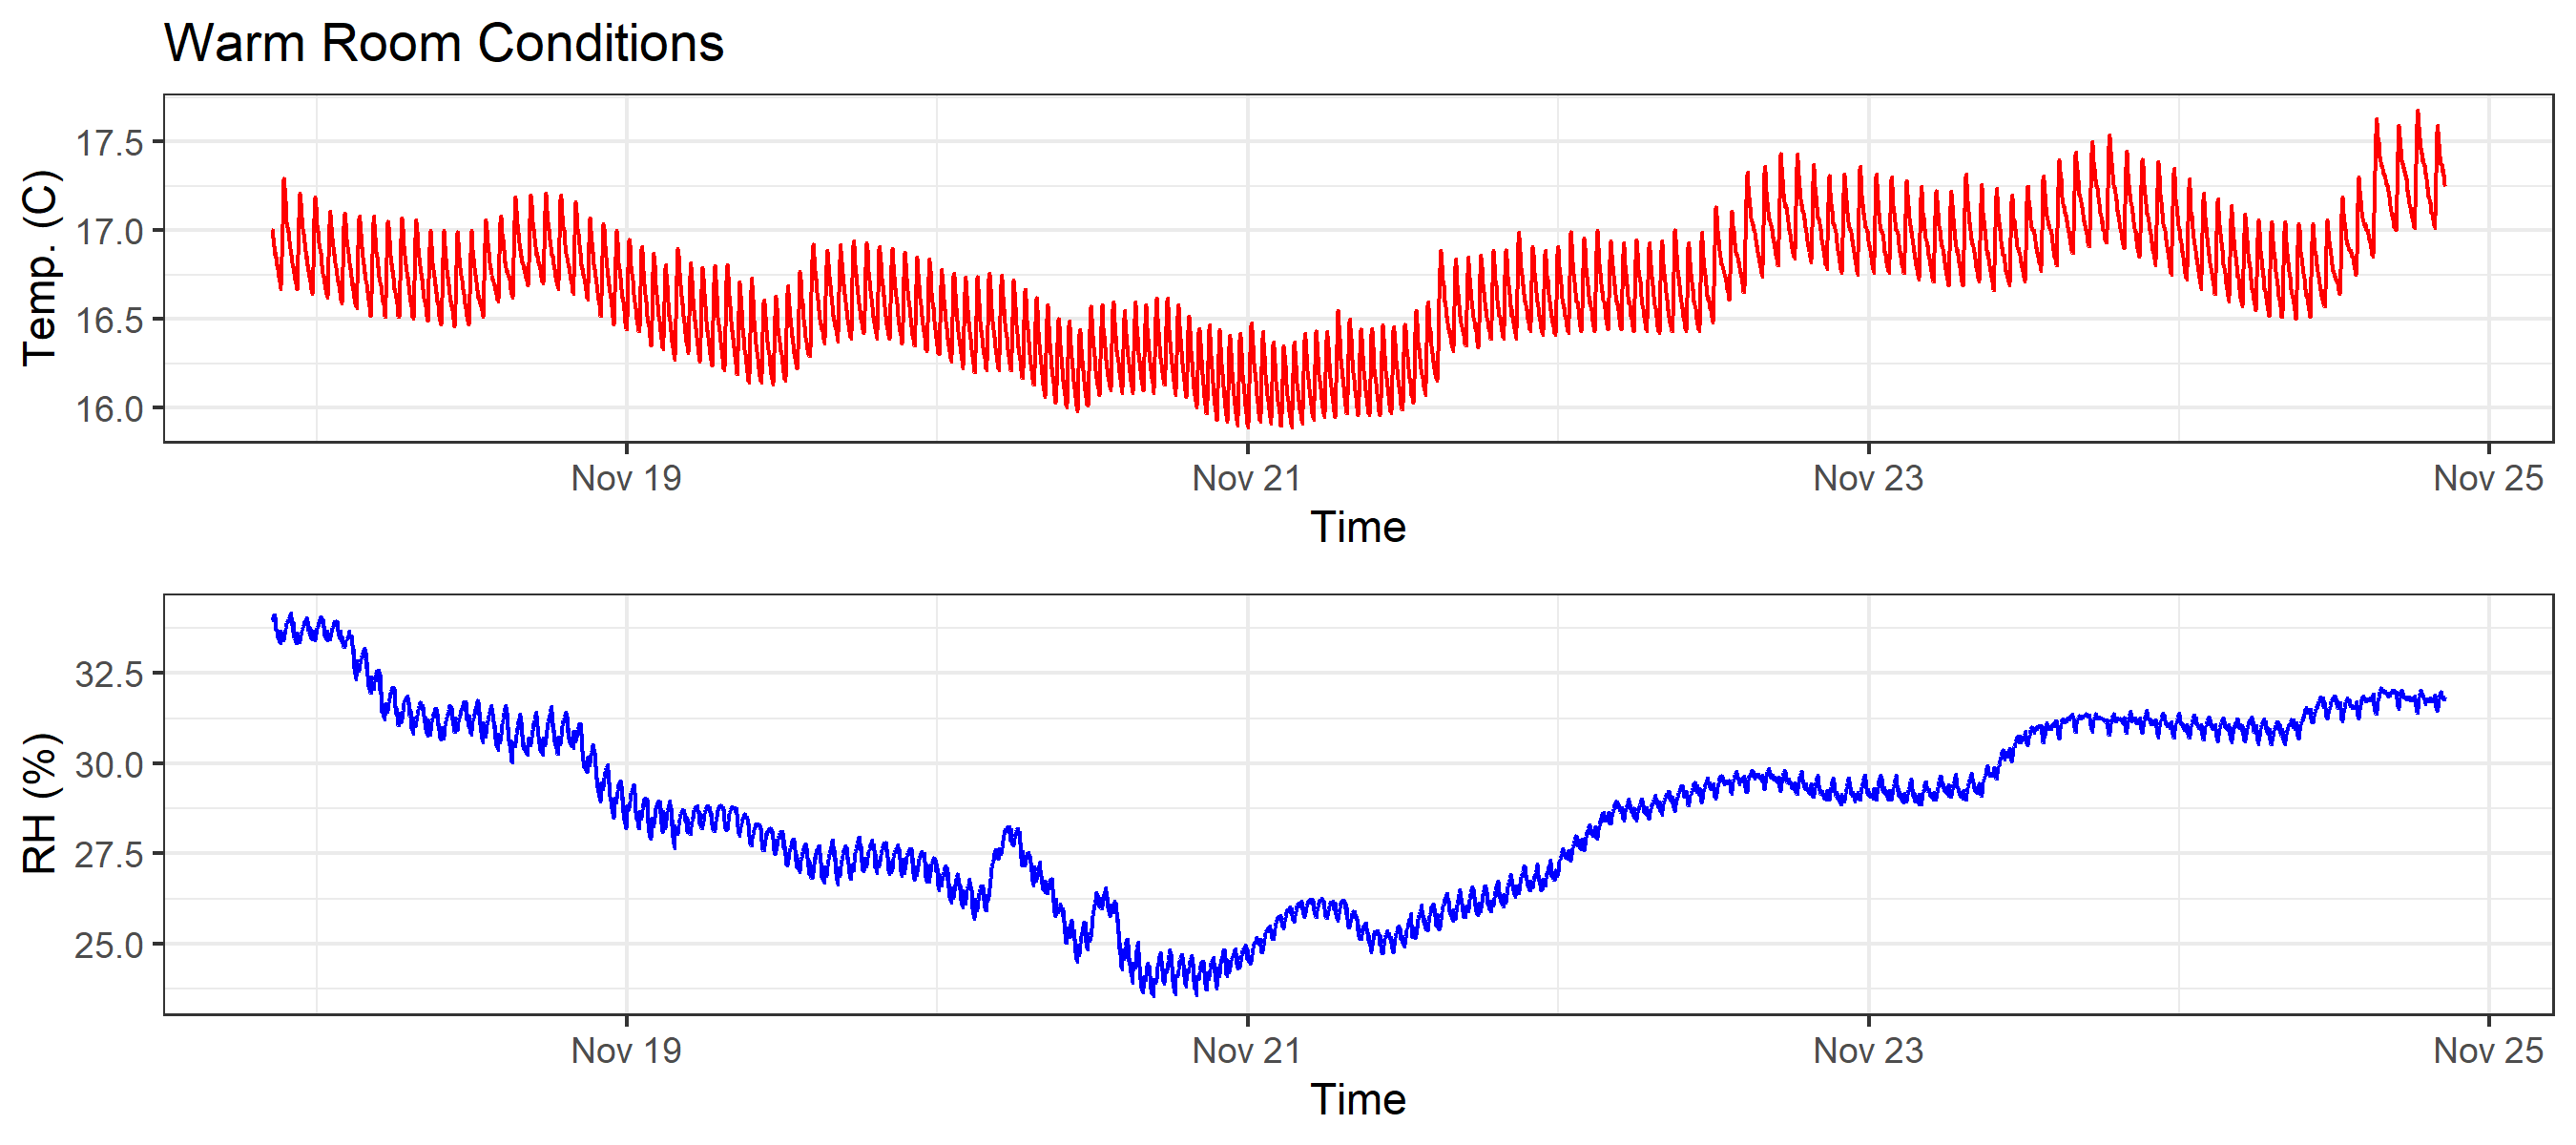 Warm Room Conditions
Temp. (C)
17.5
17.0
16.5
16.0
Nov 19 Nov 21 Nov 23 Nov 25
Time
RH (%)
32.5
30.0
27.5
25.0
Nov 19 Nov 21 Nov 23 Nov 25
Time